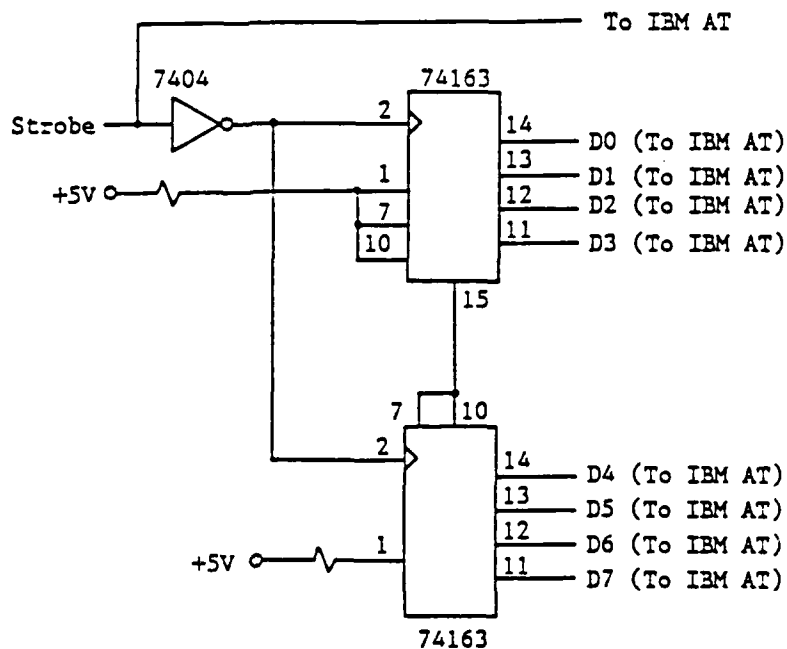 To IBM AT
7404
74163
Strobe
2
14
D0 (To IBM AT)
1
13
D1 (To IBM AT)
+5V
7
12
D2 (To IBM AT)
10
11
D3 (To IBM AT)
15
7
10
2
14
D4 (To IBM AT)
13
D5 (To IBM AT)
12
D6 (To IBM AT)
+5V
1
11
D7 (To IBM AT)
74163